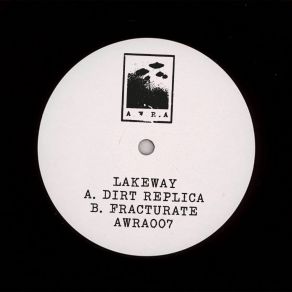 A W R A
LAKEWAY
A. DIRT REPLICA
B. FRACTURATE
AWRA007